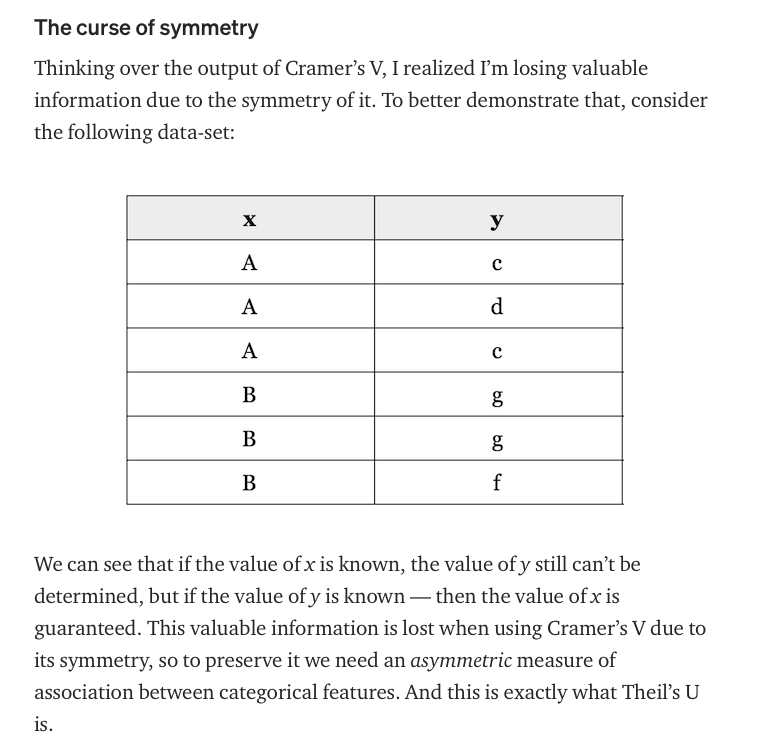 The curse of symmetry
Thinking over the output of Cramer’s V, I realized I’m losing valuable
information due to the symmetry of it. To better demonstrate that, consider
the following data-set:
x y
A c
A d
A c
B g
B g
B f
We can see that if the value of x is known, the value of y still can’t be
determined, but if the value of y is known — then the value of x is
guaranteed. This valuable information is lost when using Cramer’s V due to
its symmetry, so to preserve it we need an asymmetric measure of
association between categorical features. And this is exactly what Theil’s U
is.